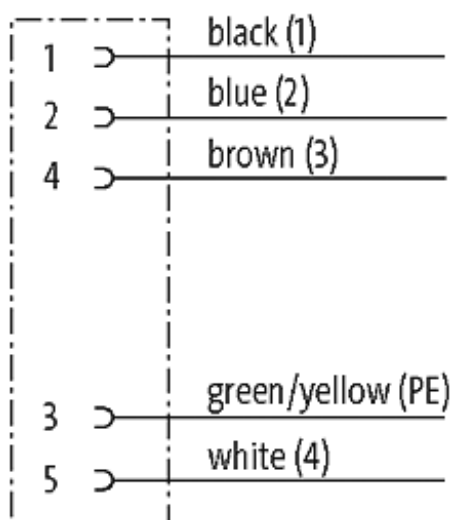 1 black (1)
2 blue (2)
4 brown (3)
3 green/yellow (PE)
5 white (4)